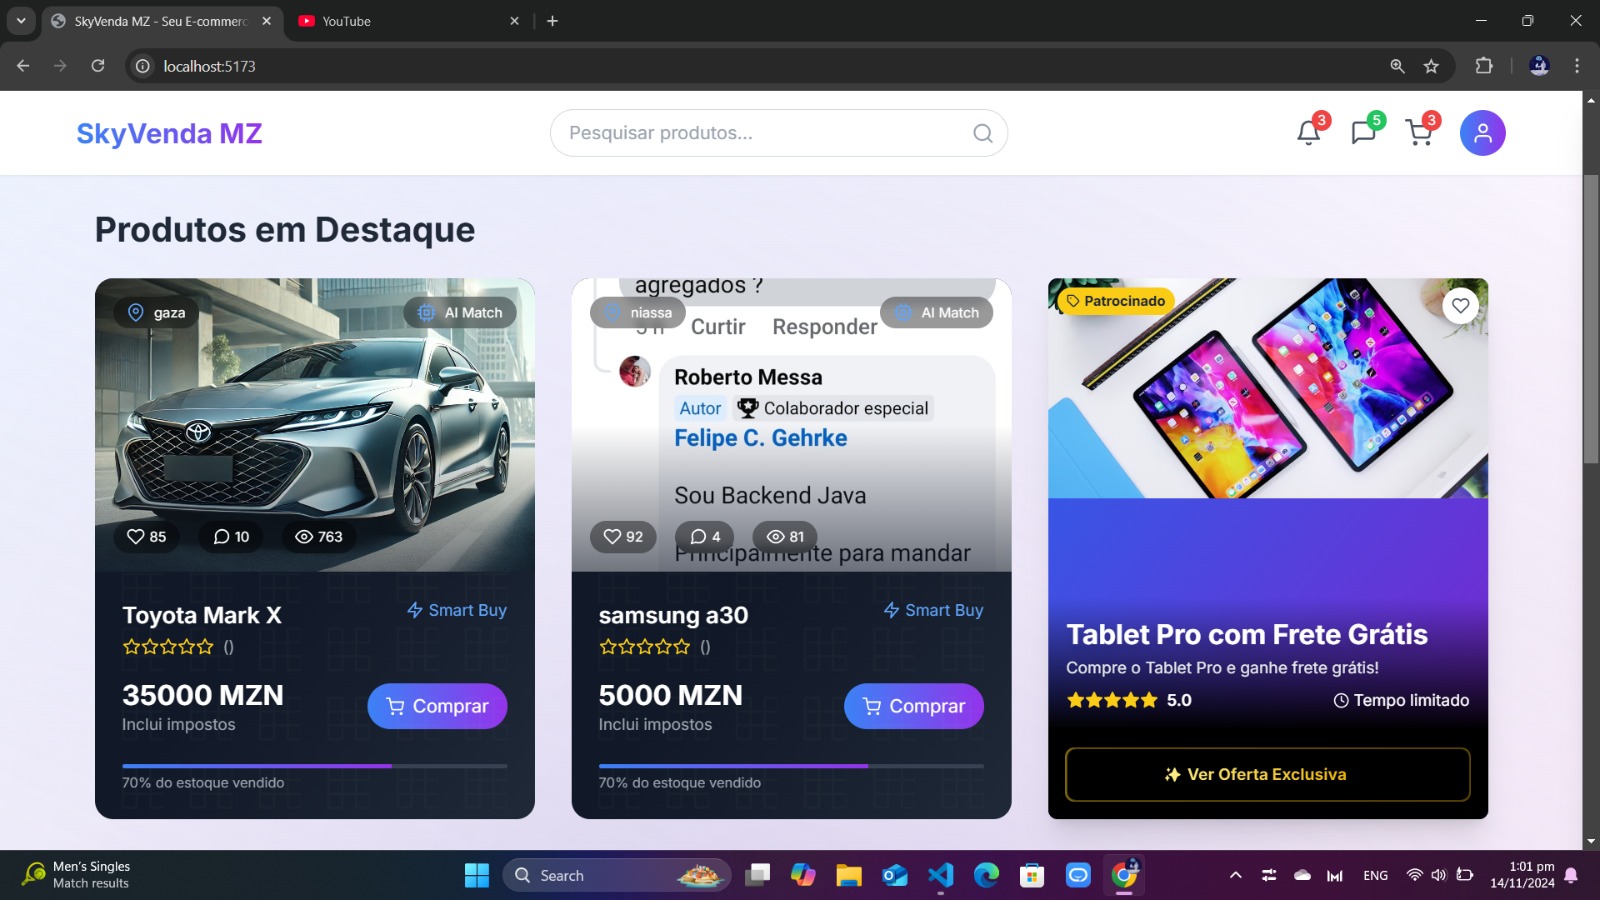 SkyVenda MZ - Seu E-commerc
YouTube
localhost:5173
SkyVenda MZ
Pesquisar produtos...
3
5
3
Produtos em Destaque
gaza
AI Match
85
10
763
Toyota Mark X
Smart Buy
()
35000 MZN
Inclui impostos
Comprar
70% do estoque vendido
agregados ?
niassa
AI Match
5 h Curtir Responder
Roberto Messa
Autor Colaborador especial
Felipe C. Gehrke
Sou Backend Java
92
4
81
Principalmente para mandar
samsung a30
Smart Buy
()
5000 MZN
Inclui impostos
Comprar
70% do estoque vendido
Patrocinado
Tablet Pro com Frete Grátis
Compre o Tablet Pro e ganhe frete grátis!
5.0
Tempo limitado
✨ Ver Oferta Exclusiva
Men's Singles
Match results
Search
ENG
1:01 pm
14/11/2024